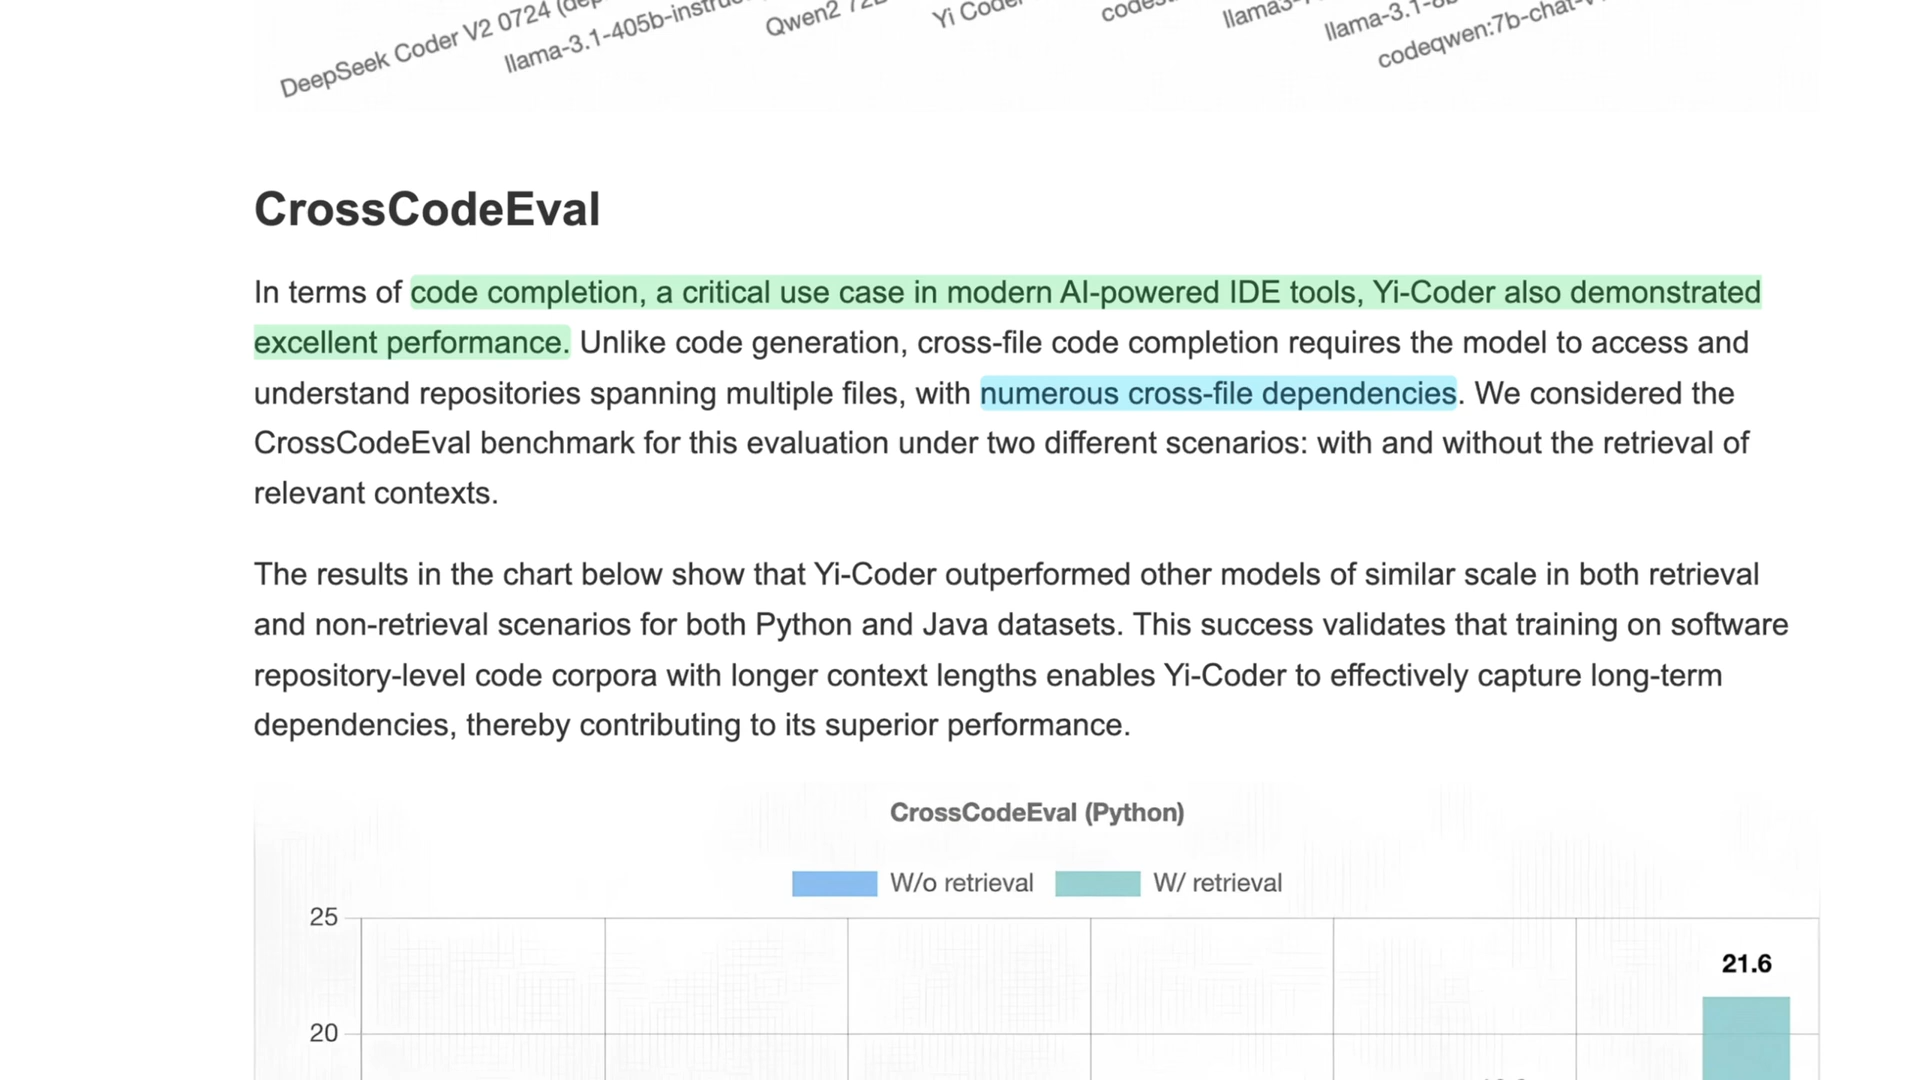 DeepSeek Coder V2 0724
llama-3.1-405b-instru
Qwen2 72B
Yi Coder
llama-3.1-8b
codeqwen:7b-chat-v
CrossCodeEval
In terms of code completion, a critical use case in modern AI-powered IDE tools, Yi-Coder also demonstrated
excellent performance. Unlike code generation, cross-file code completion requires the model to access and
understand repositories spanning multiple files, with numerous cross-file dependencies. We considered the
CrossCodeEval benchmark for this evaluation under two different scenarios: with and without the retrieval of
relevant contexts.
The results in the chart below show that Yi-Coder outperformed other models of similar scale in both retrieval
and non-retrieval scenarios for both Python and Java datasets. This success validates that training on software
repository-level code corpora with longer context lengths enables Yi-Coder to effectively capture long-term
dependencies, thereby contributing to its superior performance.
CrossCodeEval (Python)
W/o retrieval W/ retrieval
25
21.6
20